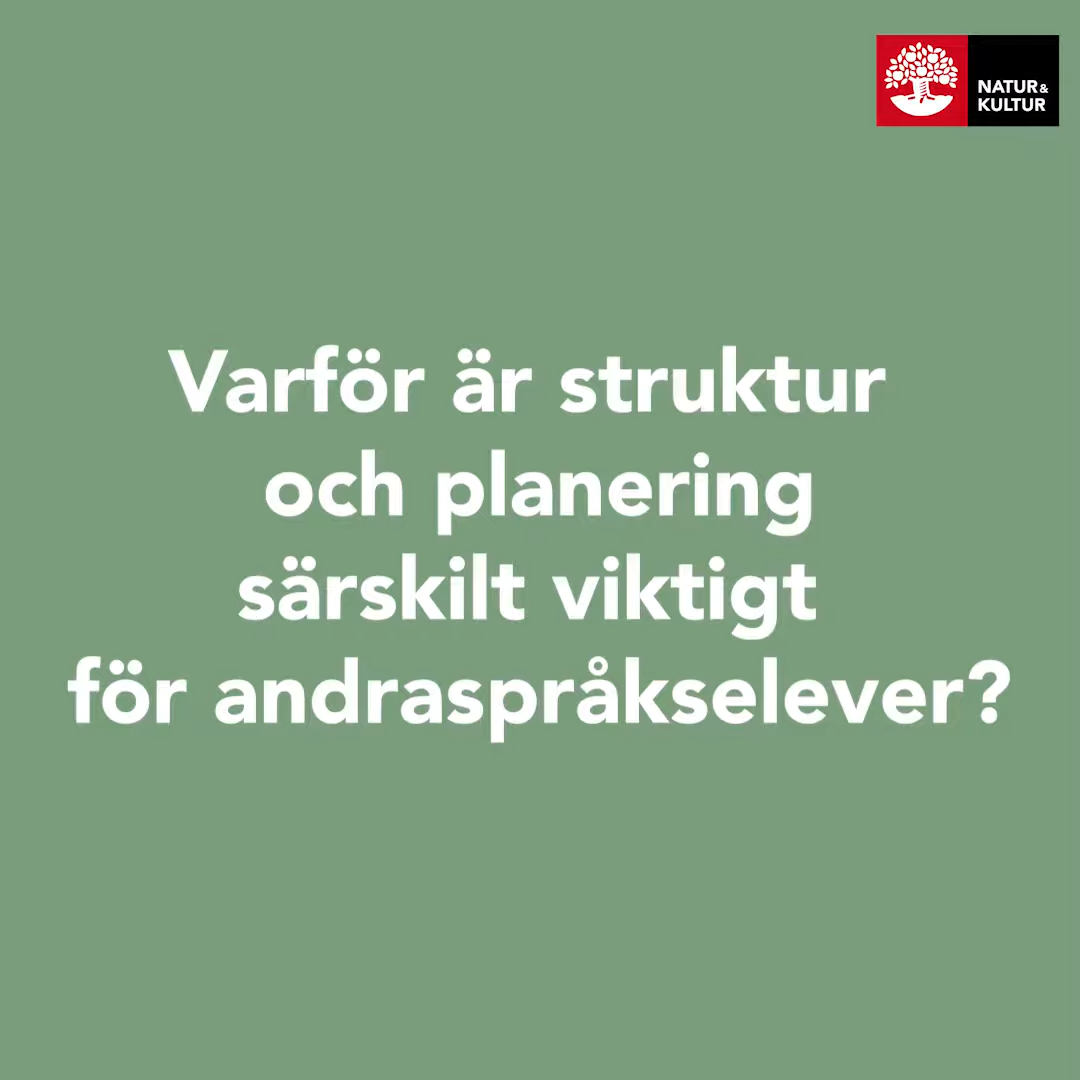 NATUR&
KULTUR
Varför är struktur
och planering
särskilt viktigt
för andraspråkselever?